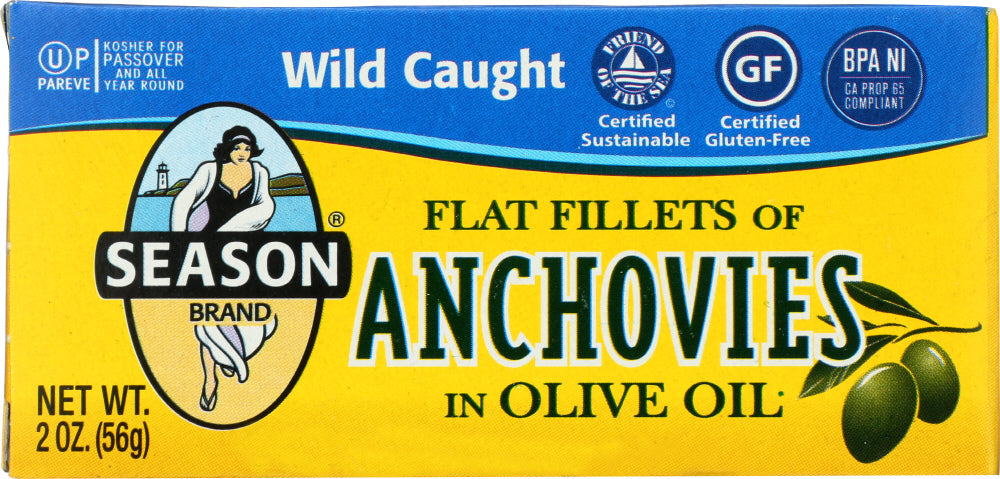 U P
PAREVE
KOSHER FOR
PASSOVER
AND ALL
YEAR ROUND
Wild Caught
FRIEND
OF THE SEA
©
Certified
Sustainable
GF
Certified
Gluten-Free
BPA NI
CA PROP 65
COMPLIANT
SEASON ®
BRAND
FLAT FILLETS OF
ANCHOVIES
IN OLIVE OIL
NET WT.
2 OZ. (56g)